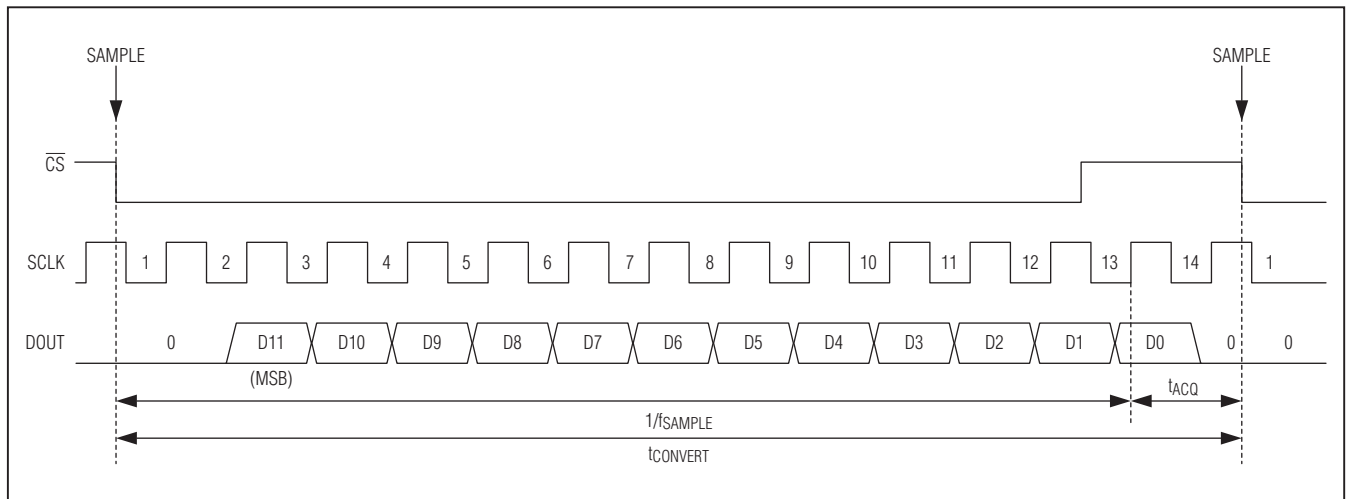 SAMPLE SAMPLE
CS
SCLK 1 2 3 4 5 6 7 8 9 10 11 12 13 14 1
DOUT 0 D11 D10 D9 D8 D7 D6 D5 D4 D3 D2 D1 D0 0 0
(MSB)
tACQ
1/fSAMPLE
tCONVERT